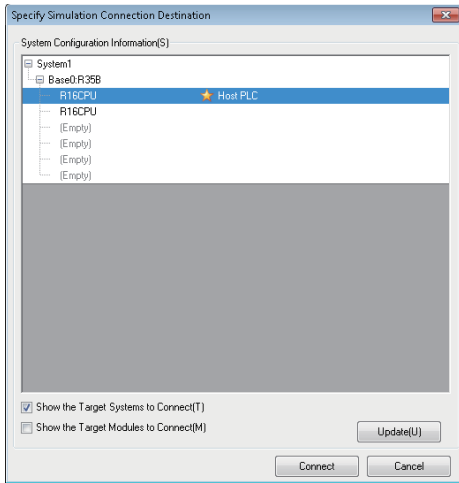 Specify Simulation Connection Destination
System Configuration Information(S)
System1
Base0:R35B
R16CPU Host PLC
R16CPU
(Empty)
(Empty)
(Empty)
(Empty)
Show the Target Systems to Connect(T)
Show the Target Modules to Connect(M)
Update(U)
Connect Cancel